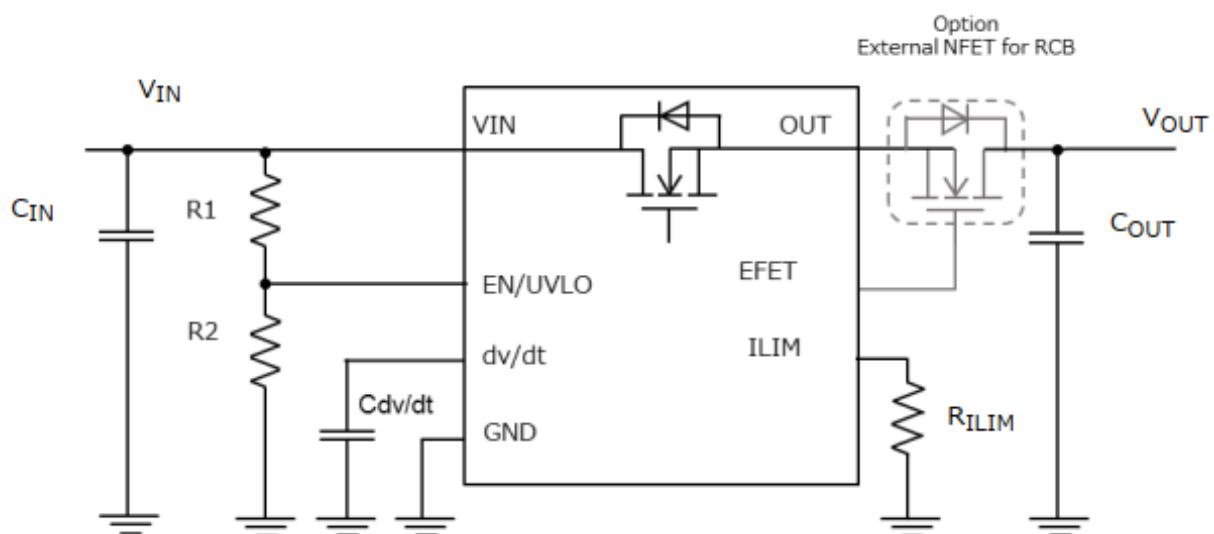 Option
External NFET for RCB
VIN
VIN
OUT
VOUT
CIN
R1
COUT
EN/UVLO
EFET
R2
dv/dt
ILIM
Cdv/dt
GND
RILIM